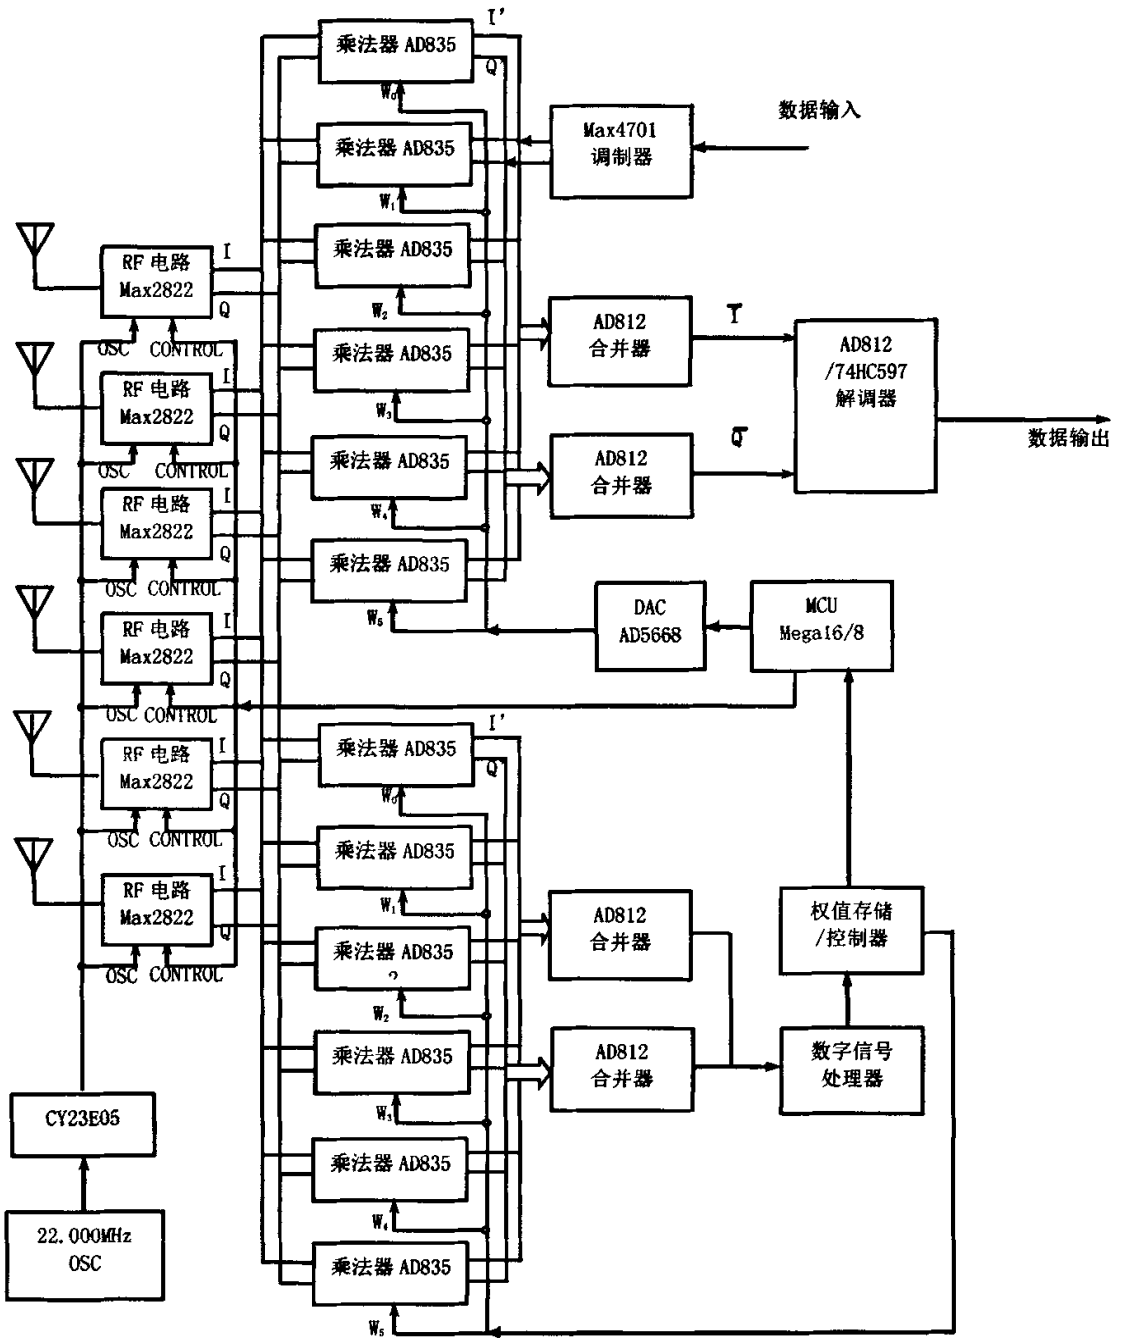 乘法器 AD835
I'
Q
W₀
数据输入
乘法器 AD835
Max4701
调制器
W₁
乘法器 AD835
RF 电路
Max2822
I
Q
W₂
OSC
CONTROL
乘法器 AD835
AD812
合并器
I̅
AD812
/74HC597
解调器
RF 电路
Max2822
I
Q
W₃
OSC
CONTROL
乘法器 AD835
AD812
合并器
Q̅
数据输出
RF 电路
Max2822
I
Q
W₄
OSC
CONTROL
乘法器 AD835
W₅
DAC
AD5668
MCU
Mega16/8
RF 电路
Max2822
I
Q
OSC
CONTROL
乘法器 AD835
I'
Q
W₀
RF 电路
Max2822
I
Q
OSC
CONTROL
乘法器 AD835
W₁
RF 电路
Max2822
I
Q
OSC
CONTROL
乘法器 AD835
W₂
AD812
合并器
权值存储
/控制器
乘法器 AD835
W₃
AD812
合并器
数字信号
处理器
CY23E05
乘法器 AD835
W₄
22.000MHz
OSC
乘法器 AD835
W₅